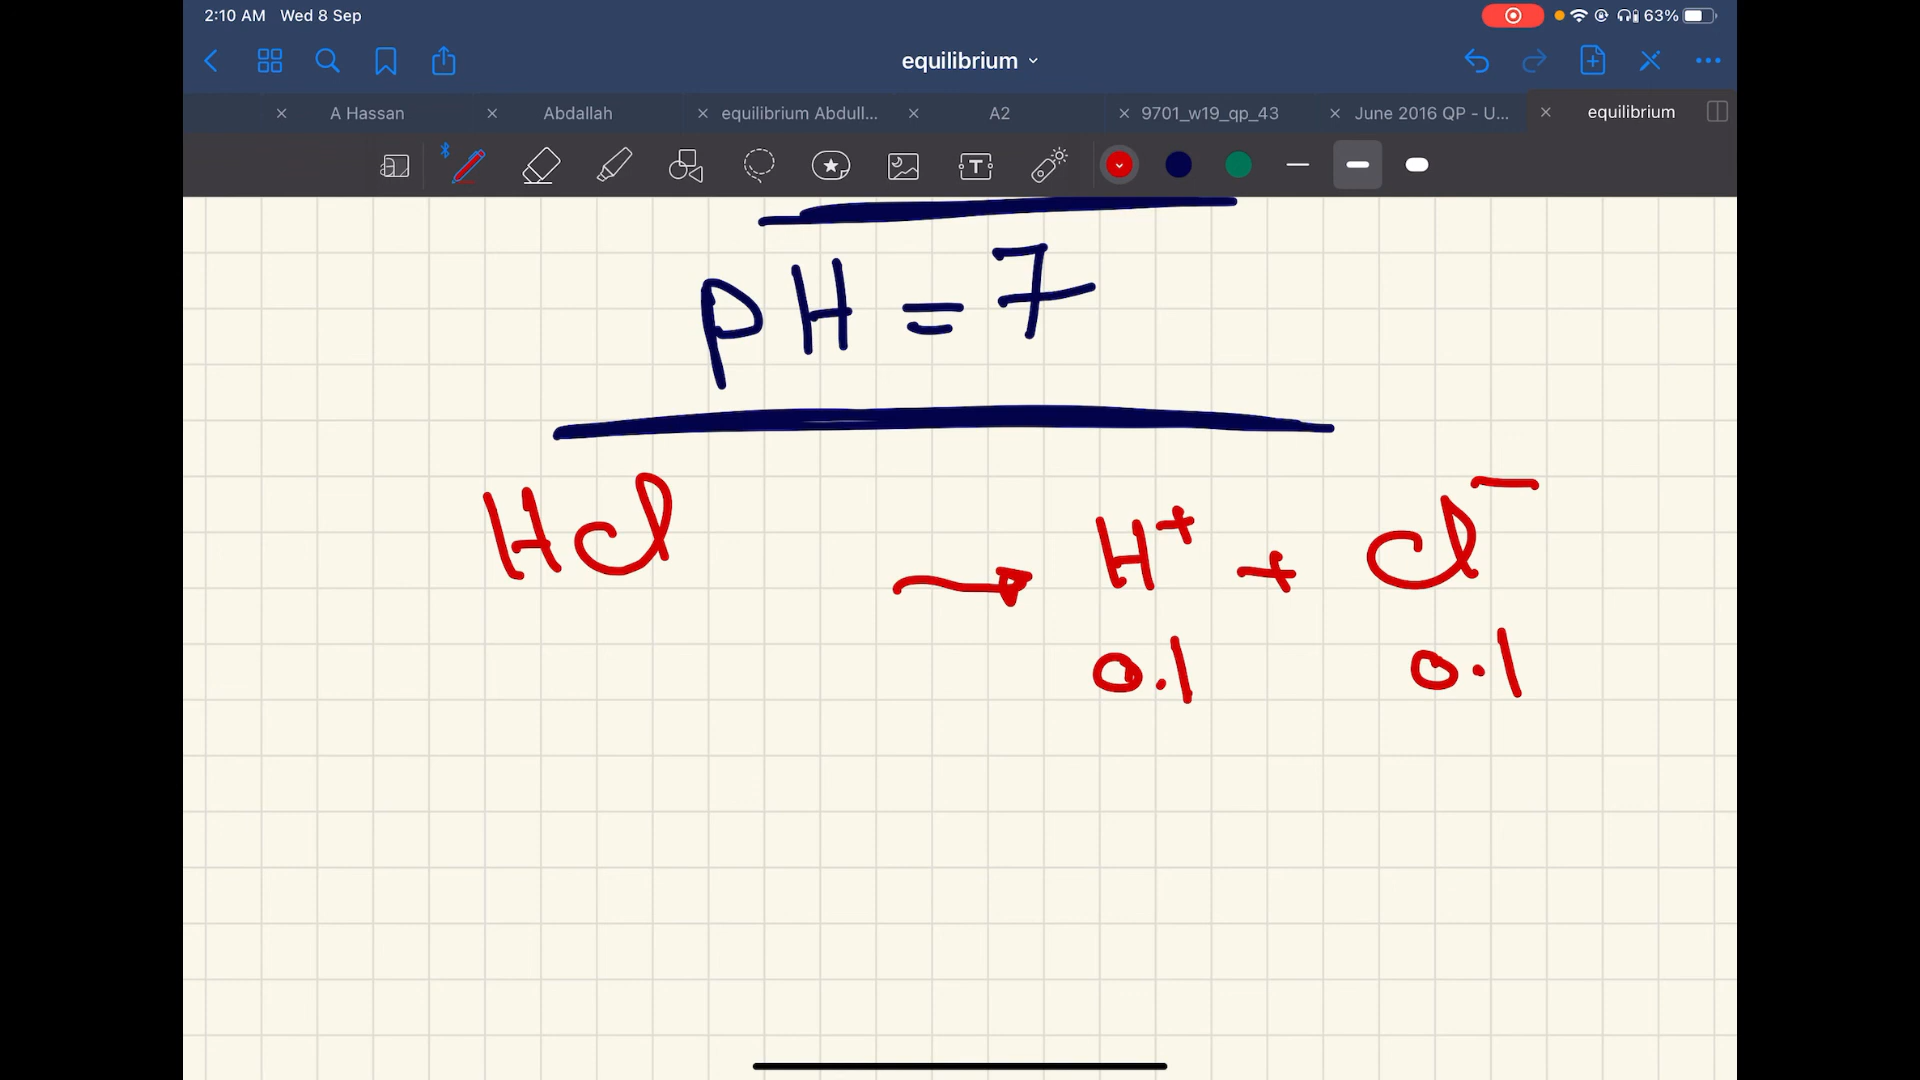 2:10 AM Wed 8 Sep 63%
equilibrium
A Hassan Abdallah equilibrium Abdull... A2 9701_w19_qp_43 June 2016 QP - U... equilibrium
pH = 7
HCl → H⁺ + Cl⁻
0.1 0.1